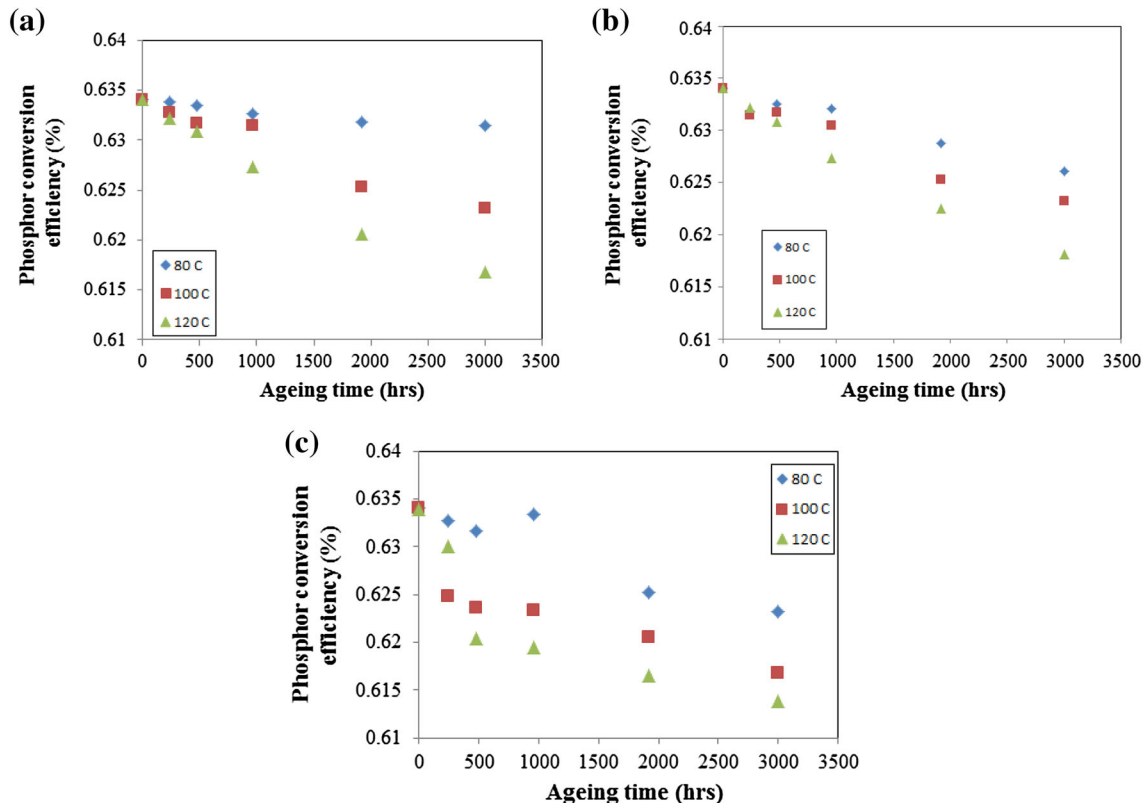 (a)
0.64
0.635
0.63
0.625
0.62
0.615
0.61
Phosphor conversion
efficiency (%)
80 C
100 C
120 C
0 500 1000 1500 2000 2500 3000 3500
Ageing time (hrs)
(b)
0.64
0.635
0.63
0.625
0.62
0.615
0.61
Phosphor conversion
efficiency (%)
80 C
100 C
120 C
0 500 1000 1500 2000 2500 3000 3500
Ageing time (hrs)
(c)
0.64
0.635
0.63
0.625
0.62
0.615
0.61
Phosphor conversion
efficiency (%)
80 C
100 C
120 C
0 500 1000 1500 2000 2500 3000 3500
Ageing time (hrs)